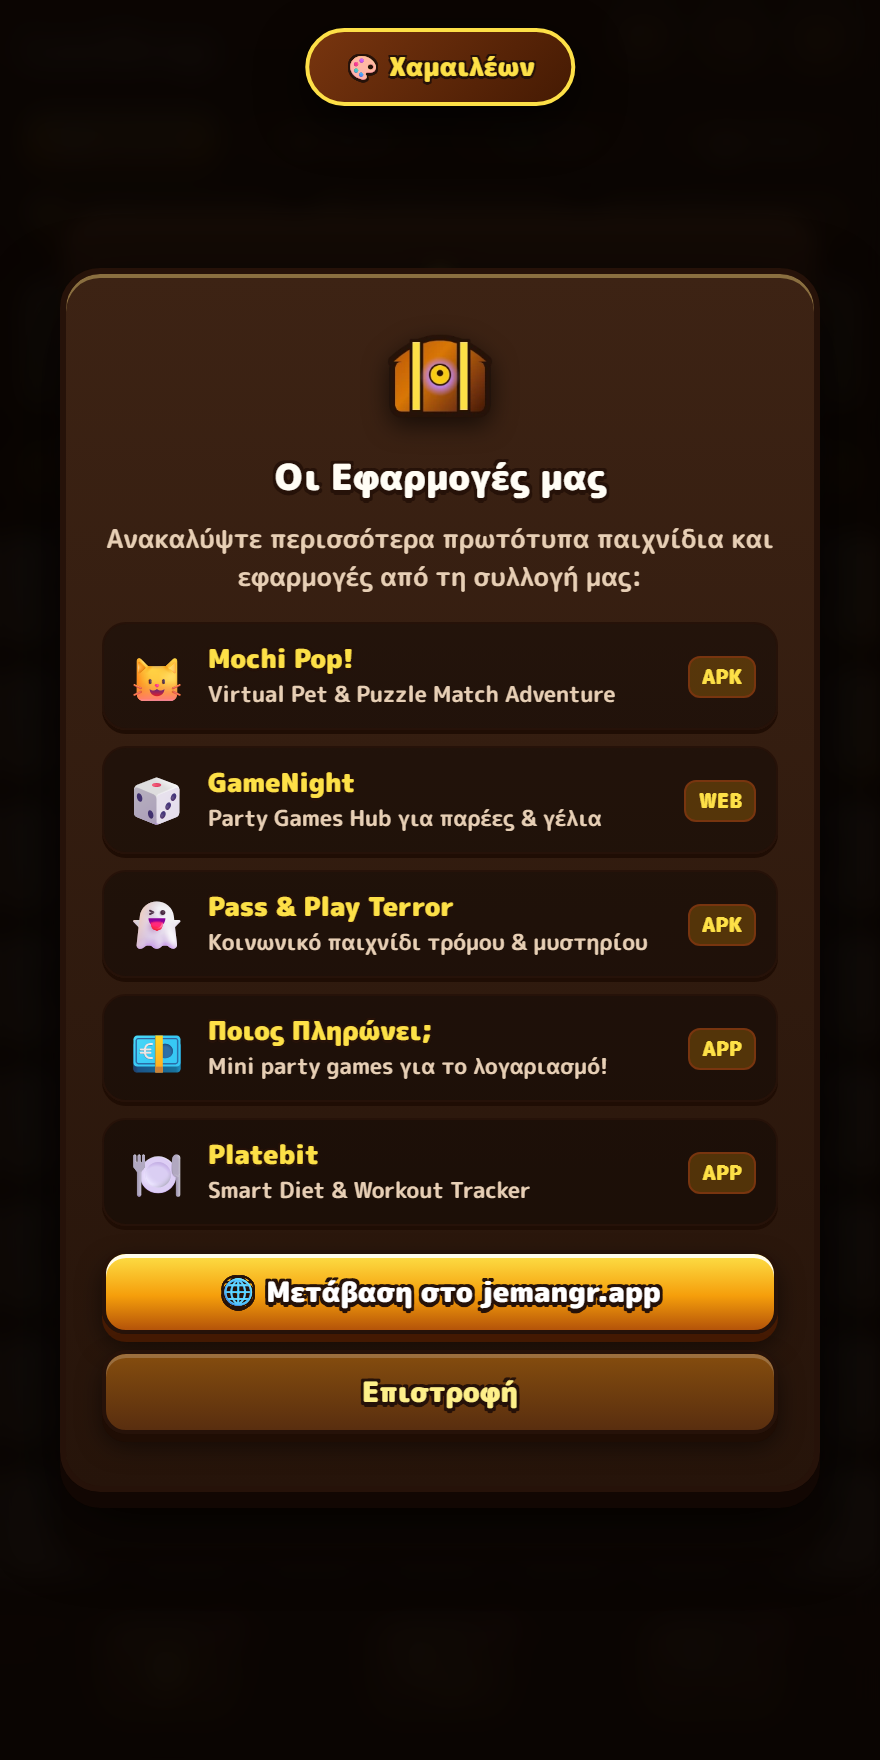 Χαμαιλέων
Οι Εφαρμογές μας
Ανακαλύψτε περισσότερα πρωτότυπα παιχνίδια και
εφαρμογές από τη συλλογή μας:
Mochi Pop!
Virtual Pet & Puzzle Match Adventure
APK
GameNight
Party Games Hub για παρέες & γέλια
WEB
Pass & Play Terror
Κοινωνικό παιχνίδι τρόμου & μυστηρίου
APK
Ποιος Πληρώνει;
Mini party games για το λογαριασμό!
APP
Platebit
Smart Diet & Workout Tracker
APP
Μετάβαση στο jemangr.app
Επιστροφή